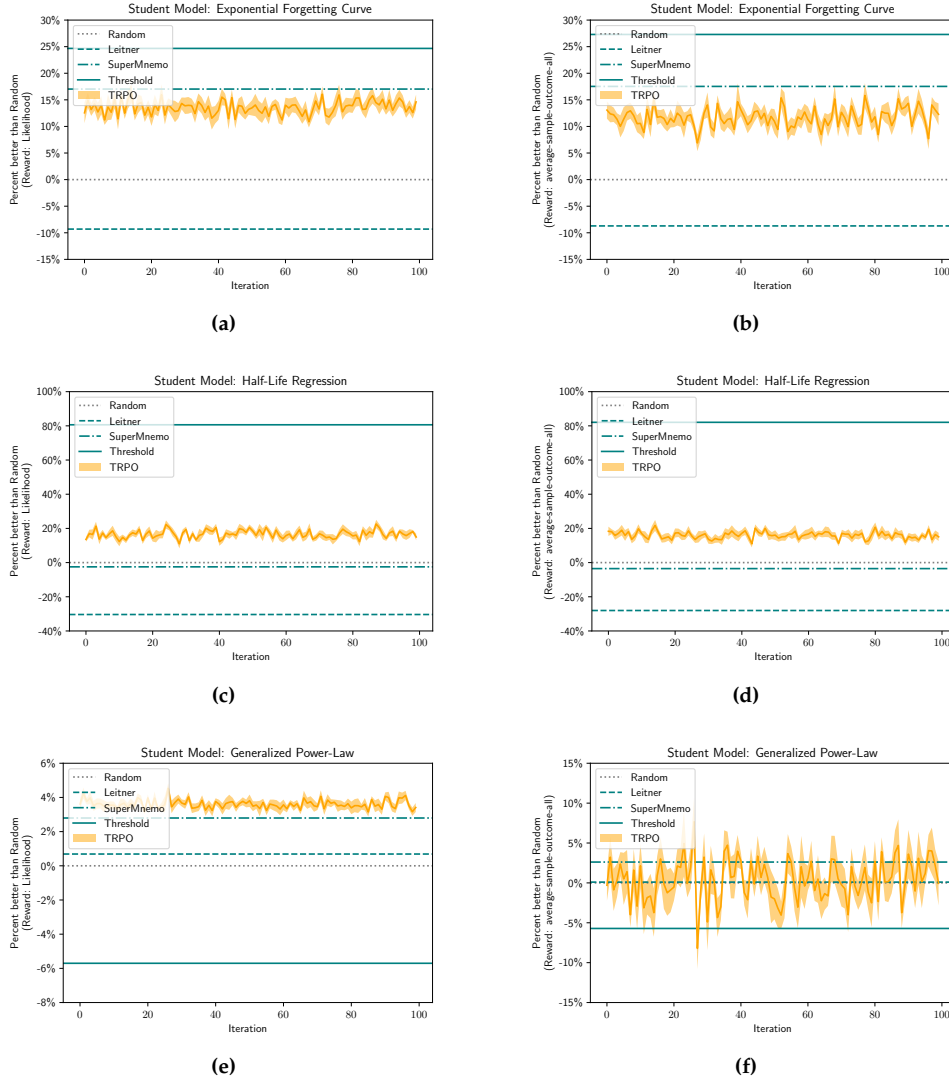 Student Model: Exponential Forgetting Curve
30%
25%
20%
15%
10%
5%
0%
-5%
-10%
-15%
Percent better than Random
(Reward: Likelihood)
Random
Leitner
SuperMnemo
Threshold
TRPO
0
20
40
60
80
100
Iteration
(a)
Student Model: Exponential Forgetting Curve
30%
25%
20%
15%
10%
5%
0%
-5%
-10%
-15%
Percent better than Random
(Reward: average-sample-outcome-all)
Random
Leitner
SuperMnemo
Threshold
TRPO
0
20
40
60
80
100
Iteration
(b)
Student Model: Half-Life Regression
100%
80%
60%
40%
20%
0%
-20%
-40%
Percent better than Random
(Reward: Likelihood)
Random
Leitner
SuperMnemo
Threshold
TRPO
0
20
40
60
80
100
Iteration
(c)
Student Model: Half-Life Regression
100%
80%
60%
40%
20%
0%
-20%
-40%
Percent better than Random
(Reward: average-sample-outcome-all)
Random
Leitner
SuperMnemo
Threshold
TRPO
0
20
40
60
80
100
Iteration
(d)
Student Model: Generalized Power-Law
6%
4%
2%
0%
-2%
-4%
-6%
-8%
Percent better than Random
(Reward: Likelihood)
Random
Leitner
SuperMnemo
Threshold
TRPO
0
20
40
60
80
100
Iteration
(e)
Student Model: Generalized Power-Law
15%
10%
5%
0%
-5%
-10%
-15%
Percent better than Random
(Reward: average-sample-outcome-all)
Random
Leitner
SuperMnemo
Threshold
TRPO
0
20
40
60
80
100
Iteration
(f)